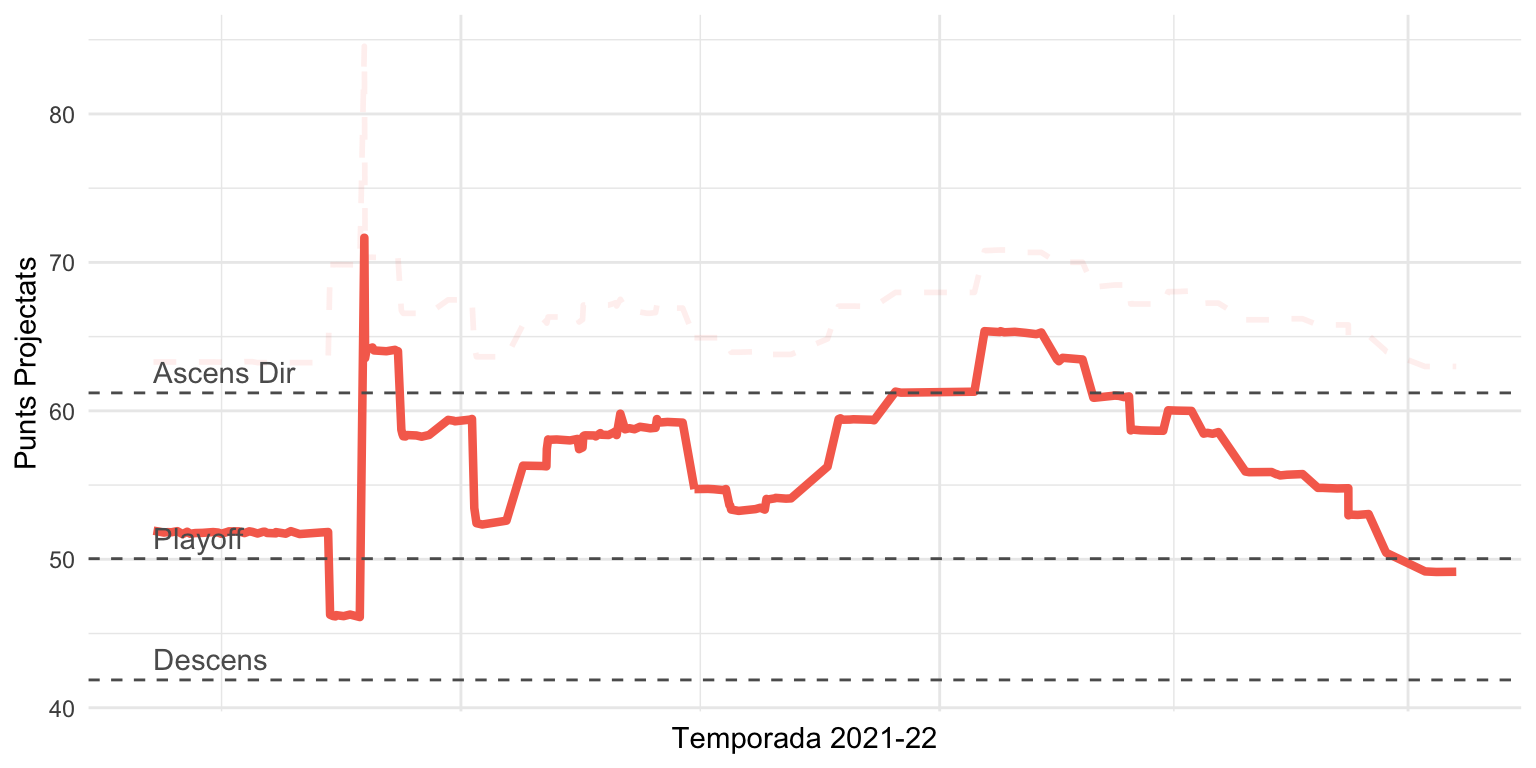 80
70
60
50
40
Punts Projectats
Ascens Dir
Playoff
Descens
Temporada 2021-22